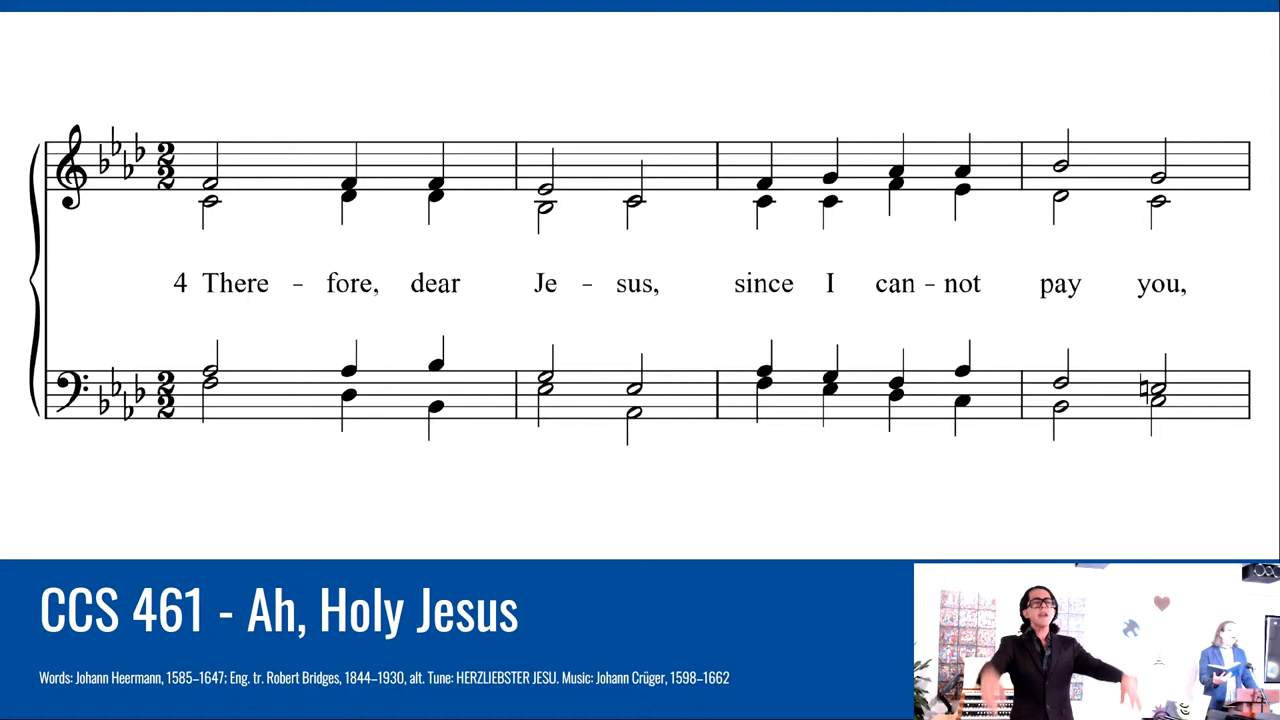 4 There - fore, dear Je - sus, since I can - not pay you,
CCS 461 - Ah, Holy Jesus
Words: Johann Heermann, 1585–1647; Eng. tr. Robert Bridges, 1844–1930, alt. Tune: HERZLIEBSTER JESU. Music: Johann Crüger, 1598–1662